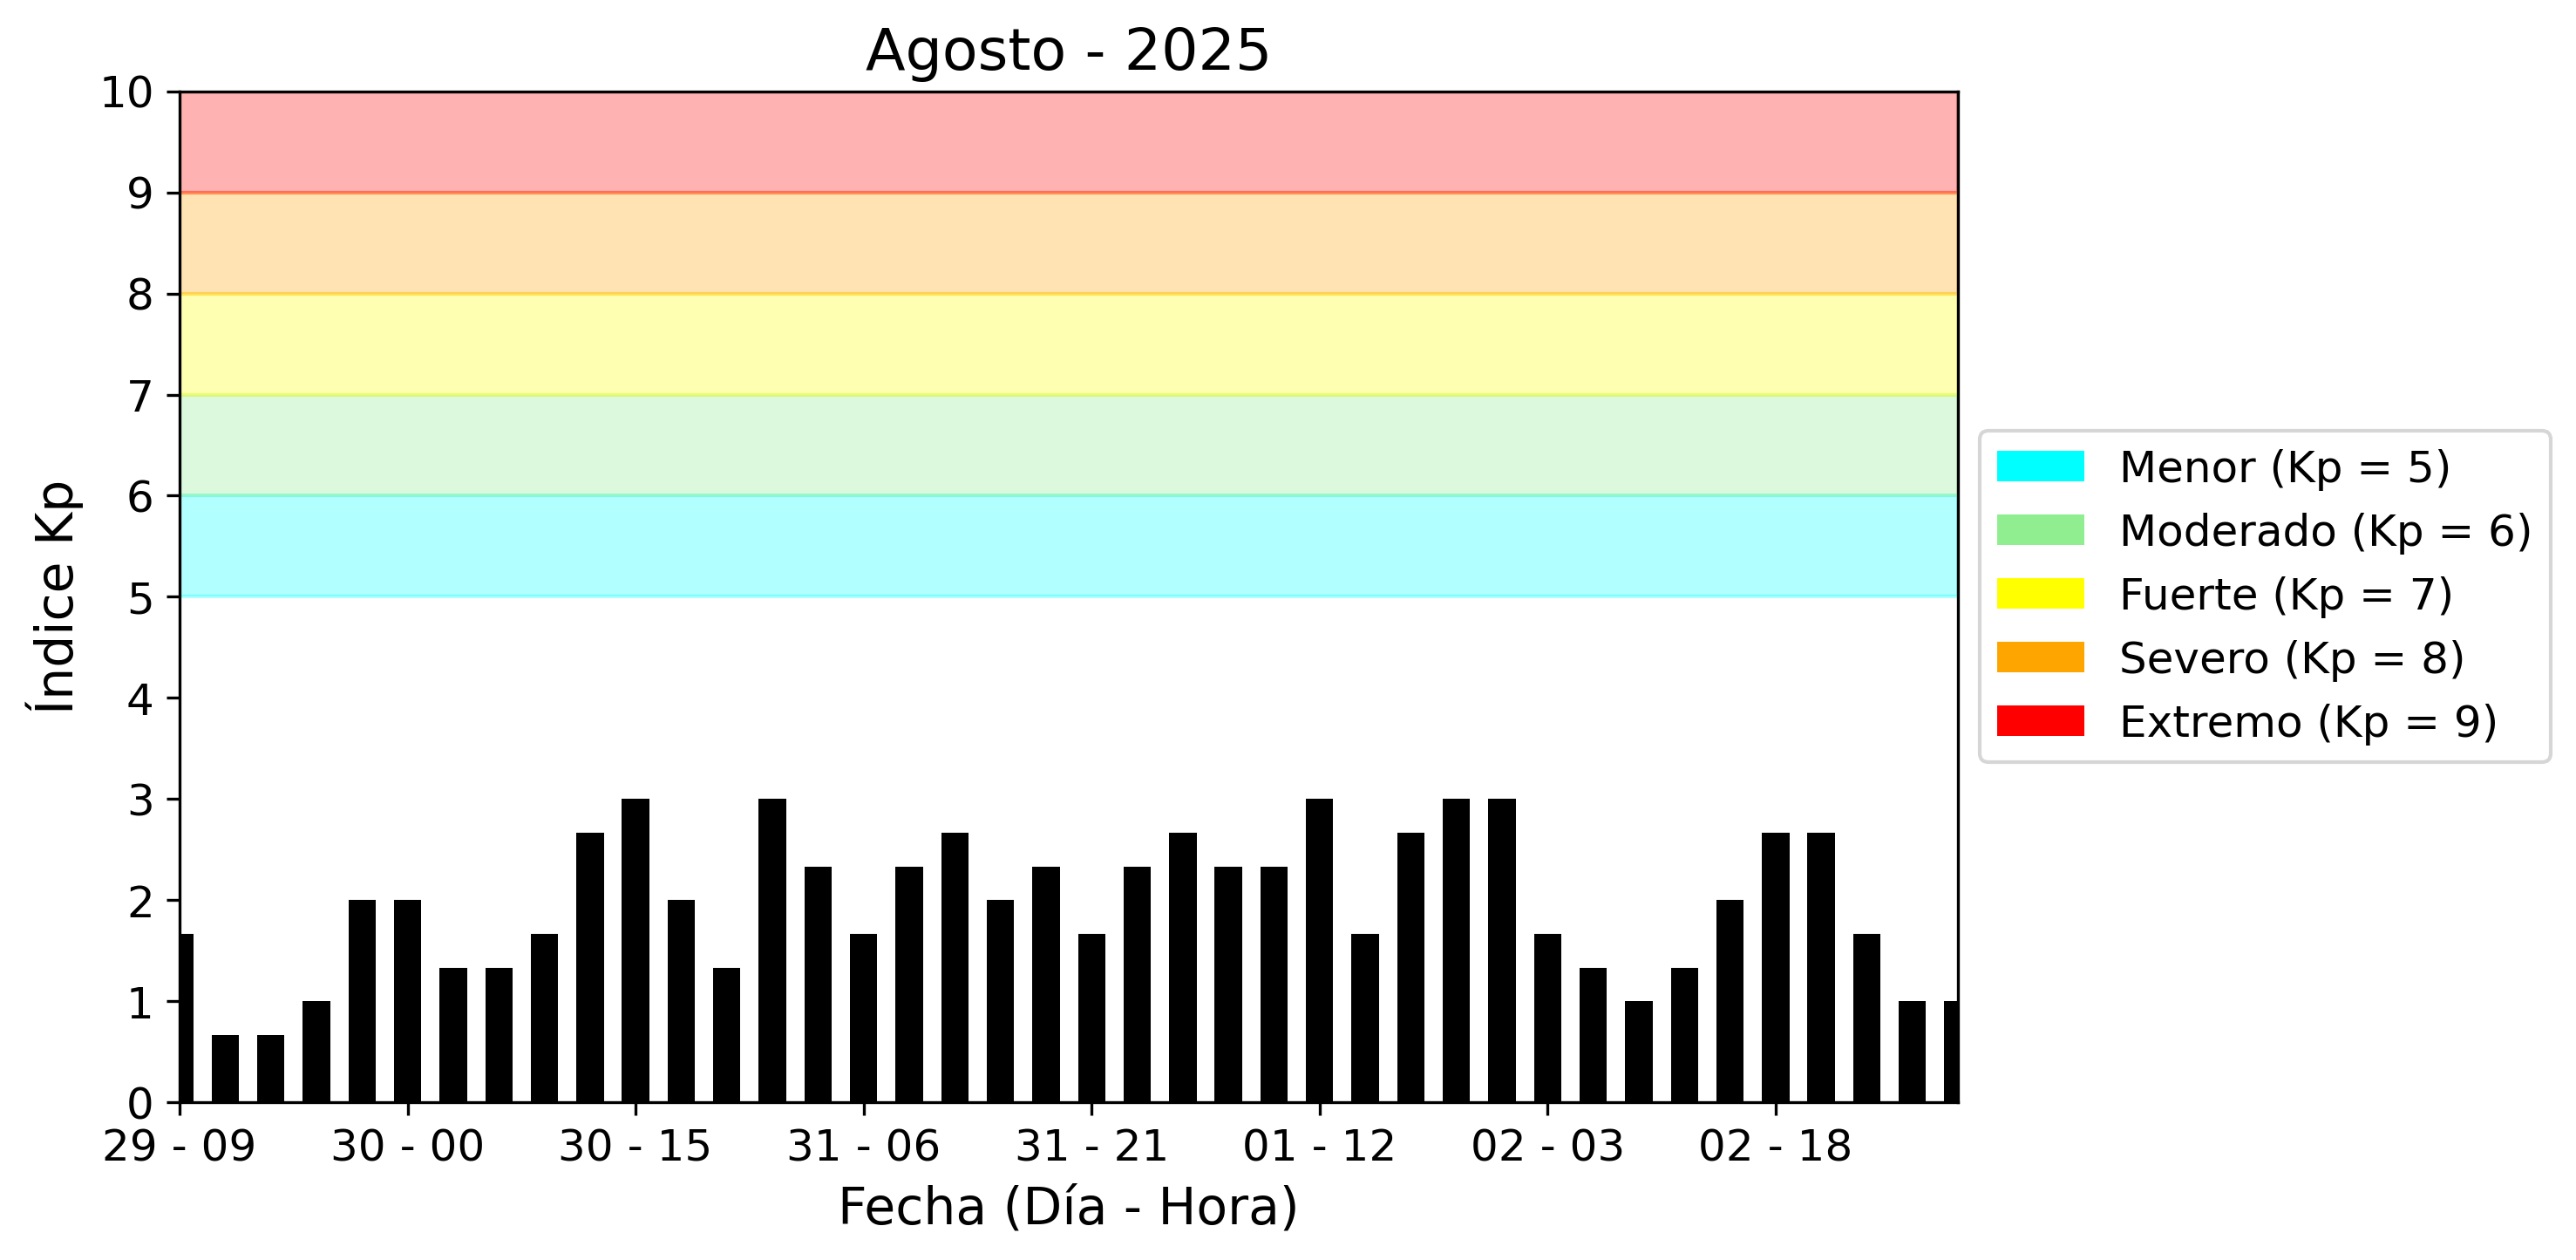 Agosto - 2025
10
9
8
7
6
5
4
3
2
1
0
Índice Kp
29 - 09
30 - 00
30 - 15
31 - 06
31 - 21
01 - 12
02 - 03
02 - 18
Fecha (Día - Hora)
Menor (Kp = 5)
Moderado (Kp = 6)
Fuerte (Kp = 7)
Severo (Kp = 8)
Extremo (Kp = 9)